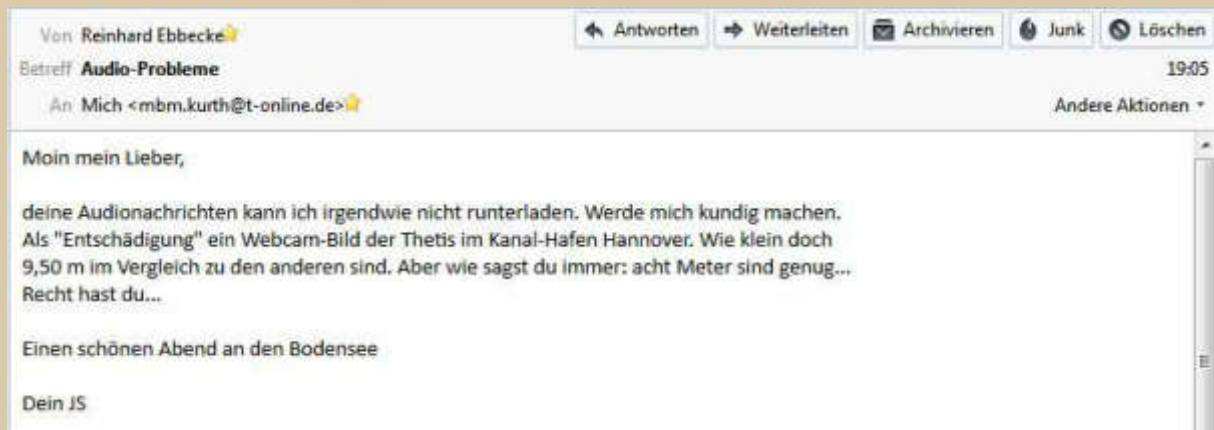 Von Reinhard Ebbecke
Antworten Weiterleiten Archivieren Junk Löschen
Betreff Audio-Probleme 19:05
An Mich <mbm.kurth@t-online.de> Andere Aktionen
Moin mein Lieber,
deine Audionachrichten kann ich irgendwie nicht runterladen. Werde mich kundig machen.
Als "Entschädigung" ein Webcam-Bild der Thetis im Kanal-Hafen Hannover. Wie klein doch
9,50 m im Vergleich zu den anderen sind. Aber wie sagst du immer: acht Meter sind genug...
Recht hast du...
Einen schönen Abend an den Bodensee
Dein JS